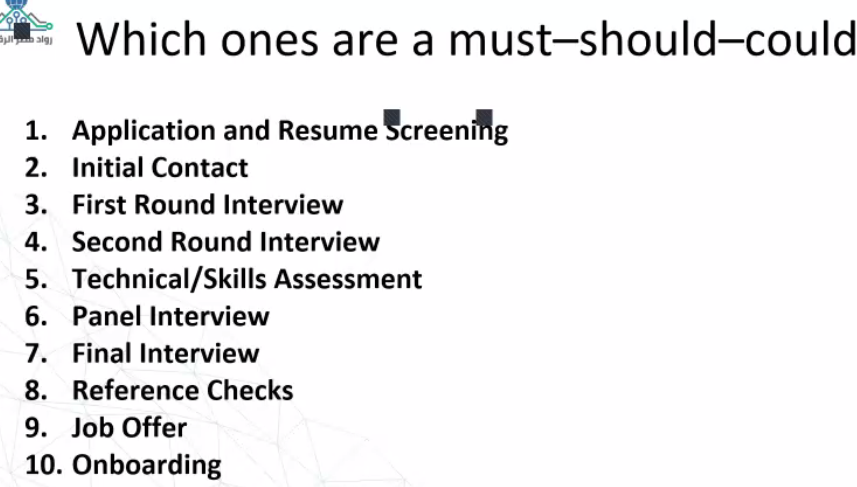 رواد
Which ones are a must–should–could
1. Application and Resume Screening
2. Initial Contact
3. First Round Interview
4. Second Round Interview
5. Technical/Skills Assessment
6. Panel Interview
7. Final Interview
8. Reference Checks
9. Job Offer
10. Onboarding